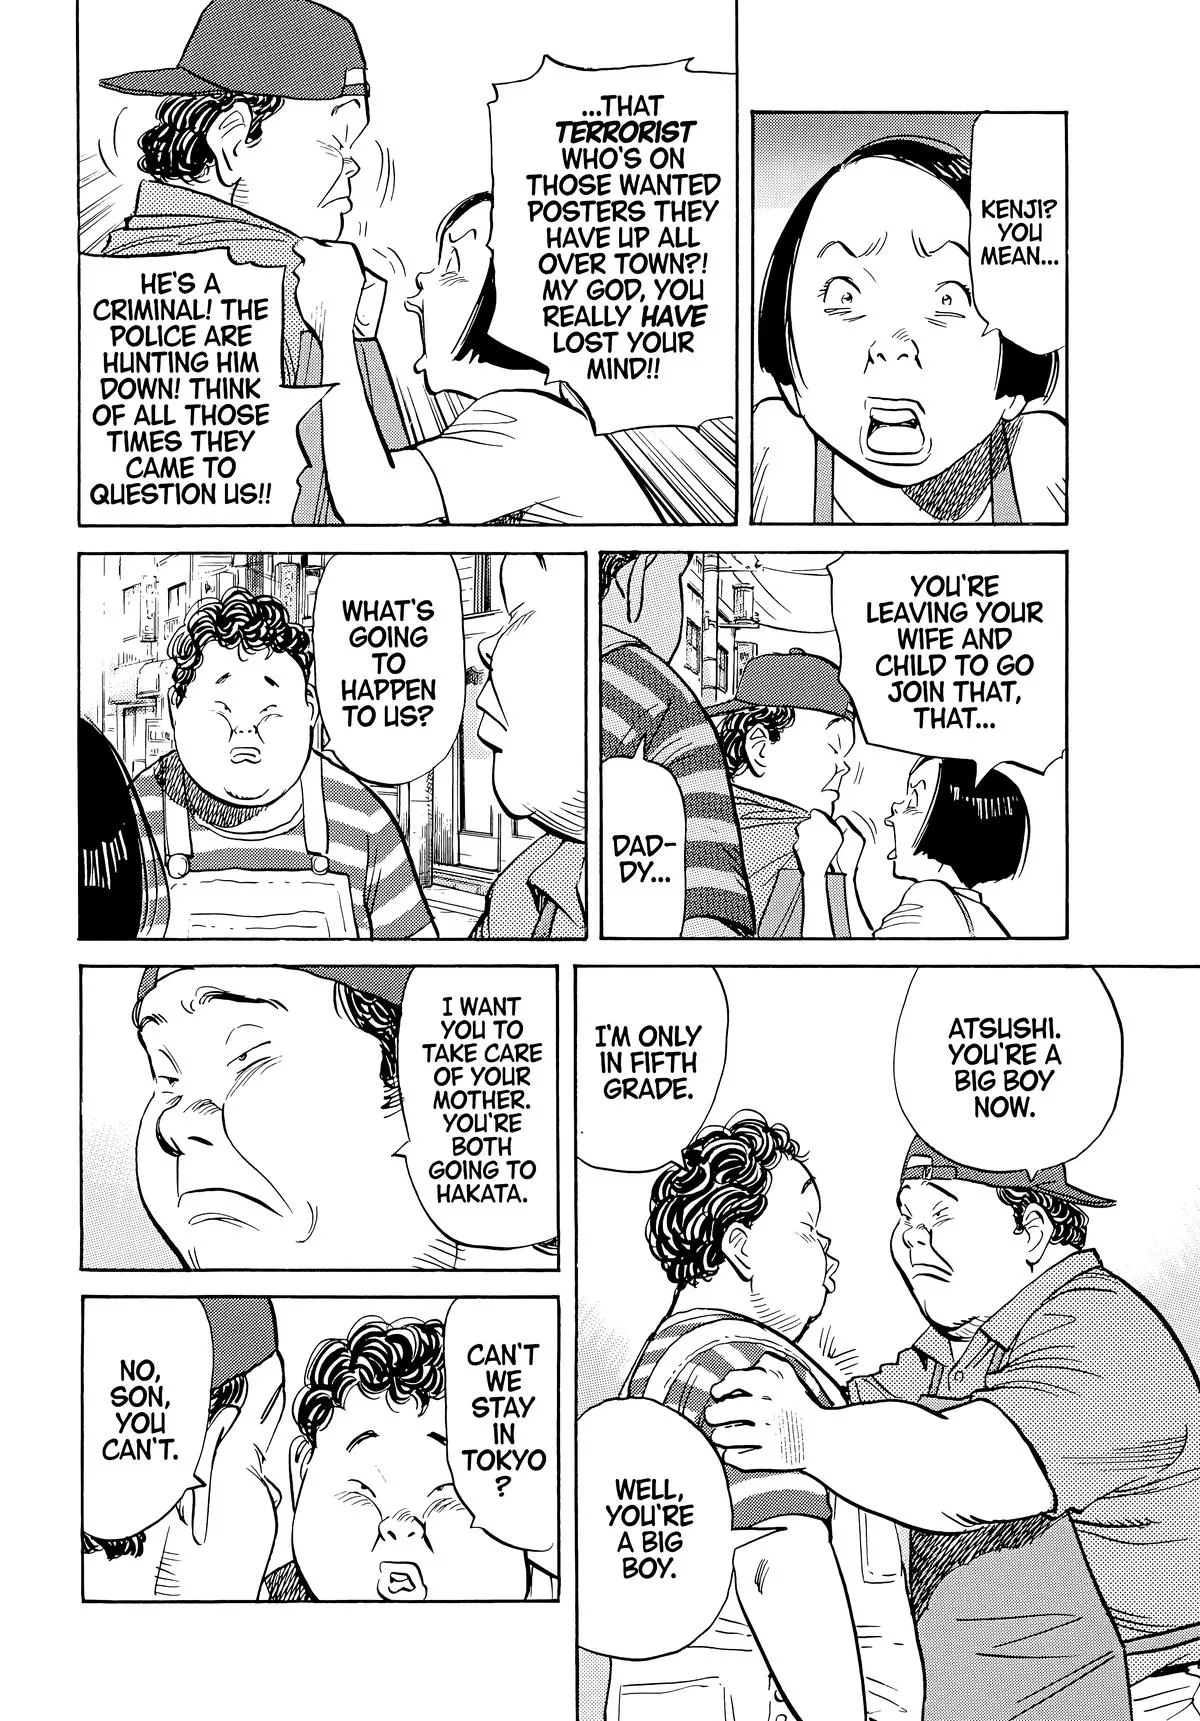 KENJI?
YOU
MEAN...
...THAT
TERRORIST
WHO'S ON
THOSE WANTED
POSTERS THEY
HAVE UP ALL
OVER TOWN?!
MY GOD, YOU
REALLY HAVE
LOST YOUR
MIND!!
HE'S A
CRIMINAL! THE
POLICE ARE
HUNTING HIM
DOWN! THINK
OF ALL THOSE
TIMES THEY
CAME TO
QUESTION US!!
YOU'RE
LEAVING YOUR
WIFE AND
CHILD TO GO
JOIN THAT,
THAT...
DAD-
DY...
WHAT'S
GOING
TO
HAPPEN
TO US?
ATSUSHI.
YOU'RE A
BIG BOY
NOW.
I'M ONLY
IN FIFTH
GRADE.
WELL,
YOU'RE
A BIG
BOY.
I WANT
YOU TO
TAKE CARE
OF YOUR
MOTHER.
YOU'RE
BOTH
GOING TO
HAKATA.
CAN'T
WE
STAY
IN
TOKYO
?
NO,
SON,
YOU
CAN'T.